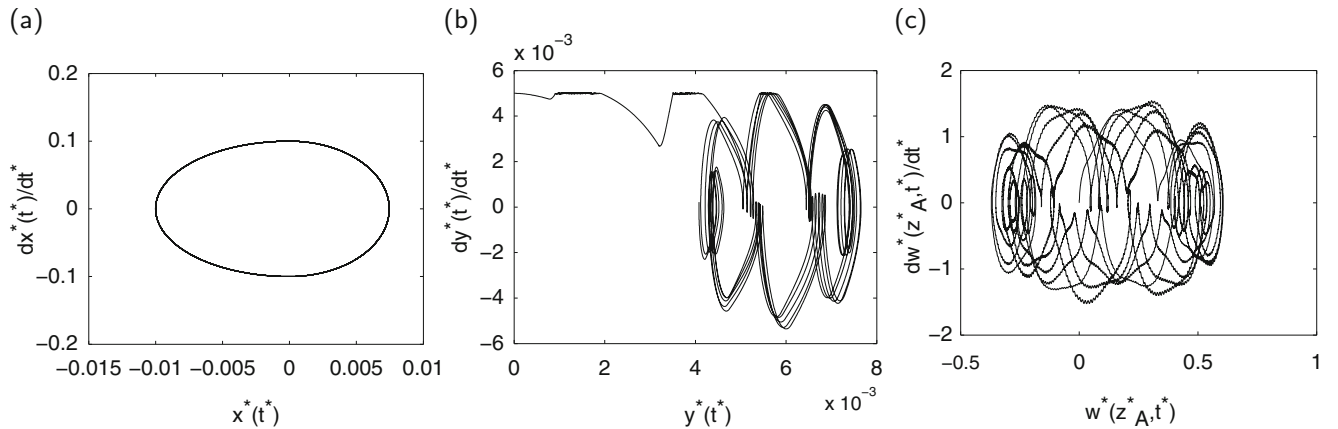 (a)
0.2
0.1
0
−0.1
−0.2
−0.015
−0.01
−0.005
0
0.005
0.01
dx*(t*)/dt*
x*(t*)
(b)
x 10⁻³
6
4
2
0
−2
−4
−6
0
2
4
6
8
x 10⁻³
dy*(t*)/dt*
y*(t*)
(c)
2
1
0
−1
−2
−0.5
0
0.5
1
dw*(z*A,t*)/dt*
w*(z*A,t*)